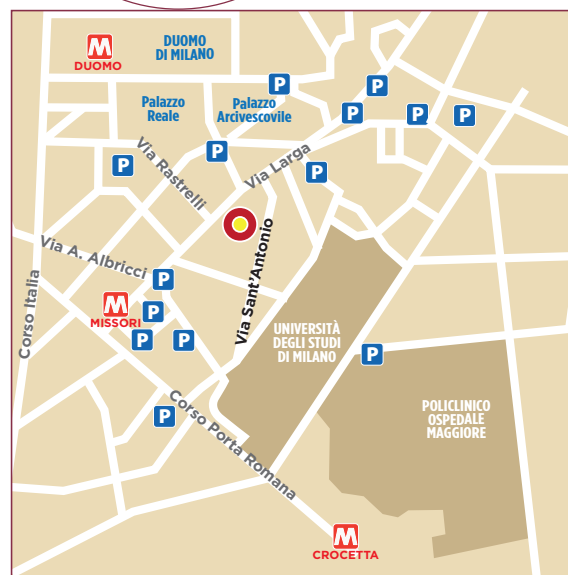 M
DUOMO
DUOMO
DI MILANO
P
P
Palazzo
Reale
Palazzo
Arcivescovile
P
P
P
P
Via Rastrelli
P
Via Larga
P
Via Sant'Antonio
Via A. Albricci
P
Corso Italia
M
MISSORI
P
P
P
UNIVERSITÀ
DEGLI STUDI
DI MILANO
P
Corso Porta Romana
P
POLICLINICO
OSPEDALE
MAGGIORE
M
CROCETTA